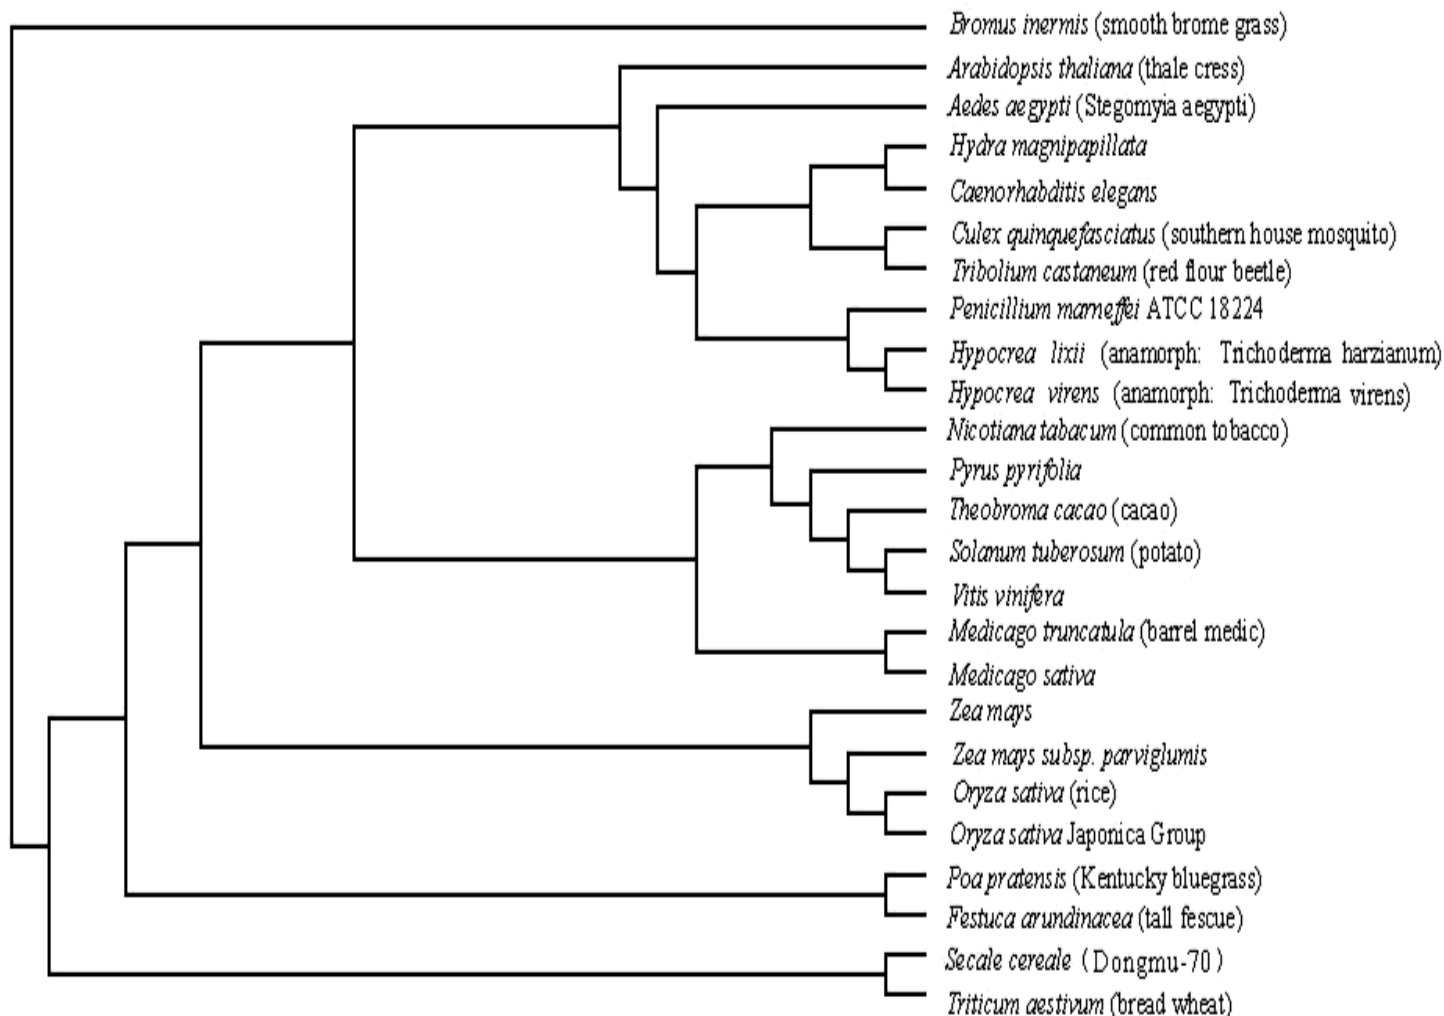 Bromus inermis (smooth brome grass)
Arabidopsis thaliana (thale cress)
Aedes aegypti (Stegomyia aegypti)
Hydra magnipapillata
Caenorhabditis elegans
Culex quinquefasciatus (southern house mosquito)
Tribolium castaneum (red flour beetle)
Penicillium marneffei ATCC 18224
Hypocrea lixii (anamorph: Trichoderma harzianum)
Hypocrea virens (anamorph: Trichoderma virens)
Nicotiana tabacum (common tobacco)
Pyrus pyrifolia
Theobroma cacao (cacao)
Solanum tuberosum (potato)
Vitis vinifera
Medicago truncatula (barrel medic)
Medicago sativa
Zea mays
Zea mays subsp. parviglumis
Oryza sativa (rice)
Oryza sativa Japonica Group
Poa pratensis (Kentucky bluegrass)
Festuca arundinacea (tall fescue)
Secale cereale (Dongmu-70)
Triticum aestivum (bread wheat)